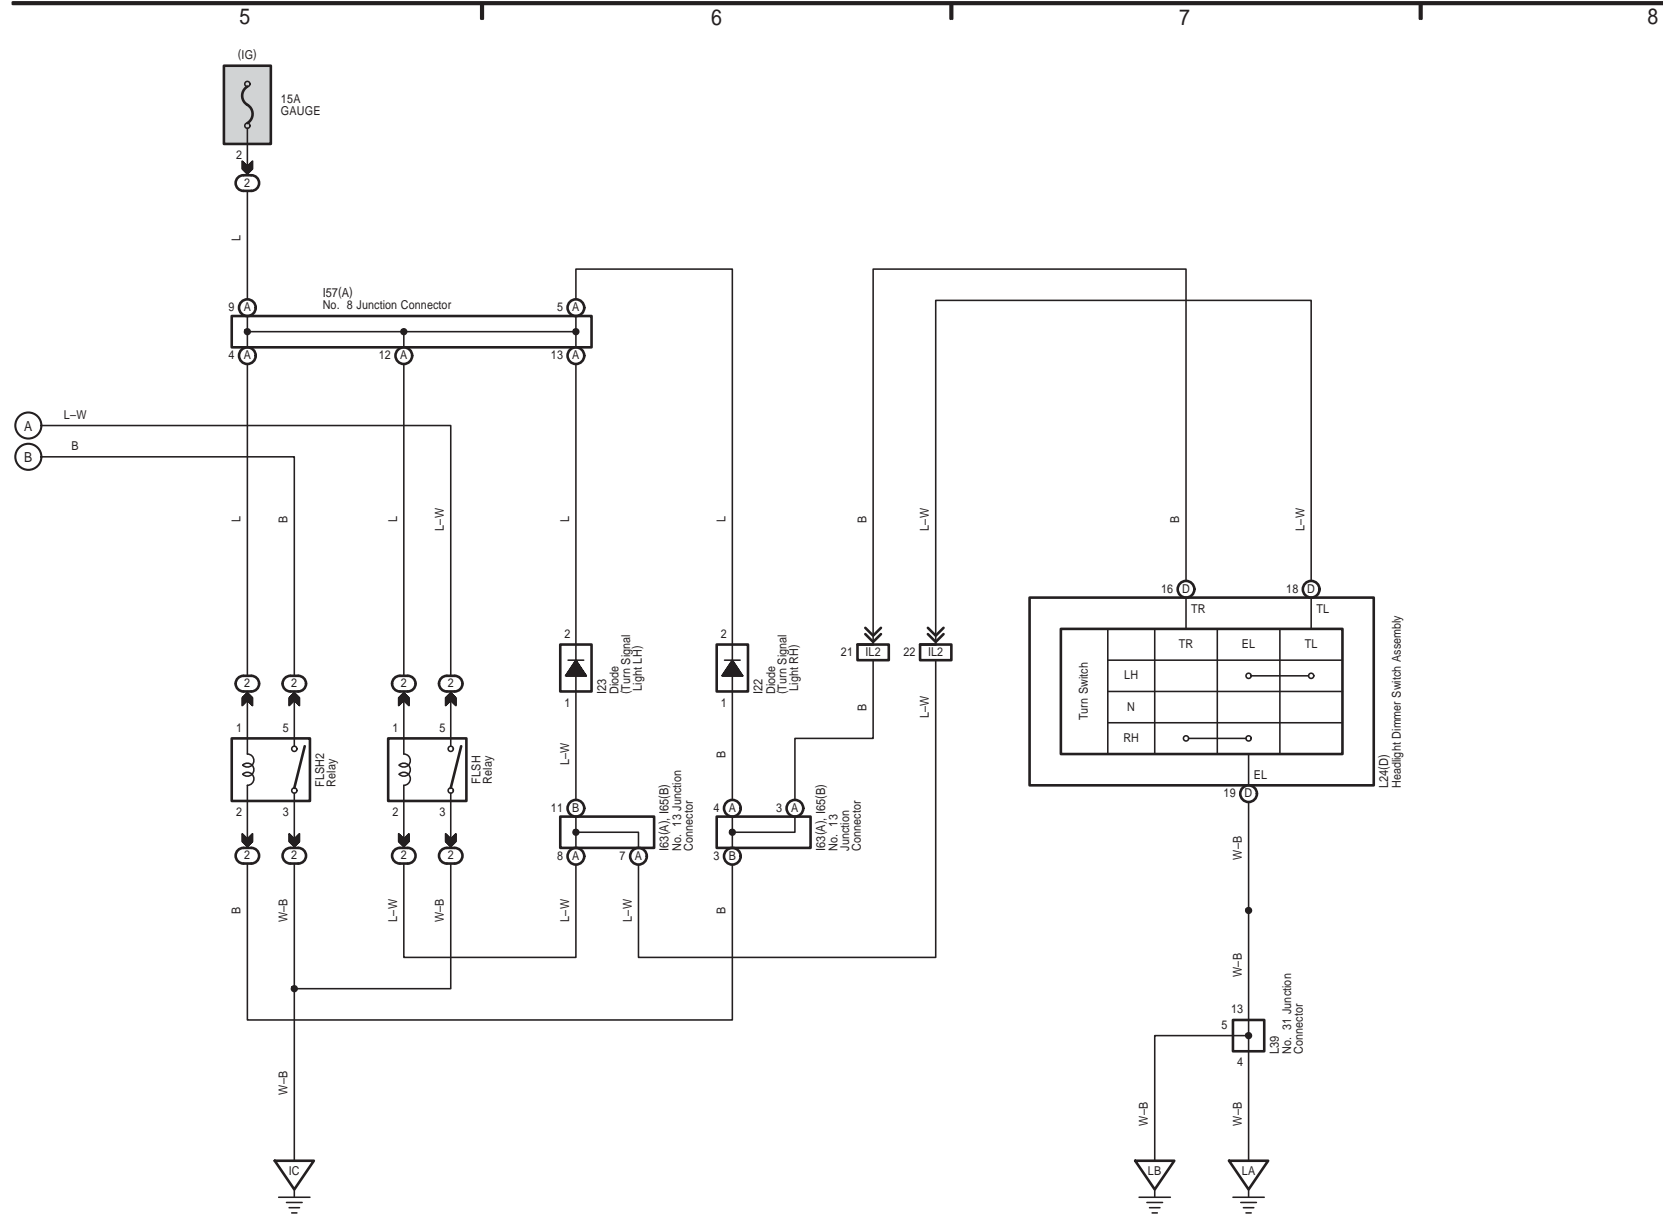 5 6 7 8
(IG)
15A
GAUGE
2
2
L
I57(A)
No. 8 Junction Connector
9 A 5 A
4 A 12 A 13 A
A L–W
B B
L B L L–W L L B L–W B L–W
16 D 18 D
TR TL
TR EL TL
Turn Switch
LH
N
RH
EL
19 D
L24(D)
Headlight Dimmer Switch Assembly
2 2
21 IL2 22 IL2
I23
Diode
(Turn Signal
Light LH)
I22
Diode
(Turn Signal
Light RH)
1 1
B L–W
2 2 2 2
1 5 1 5
FLSH2
Relay
FLSH
Relay
2 3 2 3
2 2 2 2
L–W B
11 B 4 A 3 A
I63(A), I65(B)
No. 13 Junction
Connector
I63(A), I65(B)
No. 13
Junction
Connector
8 A 7 A 3 B
B W–B L–W W–B L–W L–W B
W–B
W–B
13
5
4
L39
No. 31 Junction
Connector
W–B W–B W–B
IC LB LA